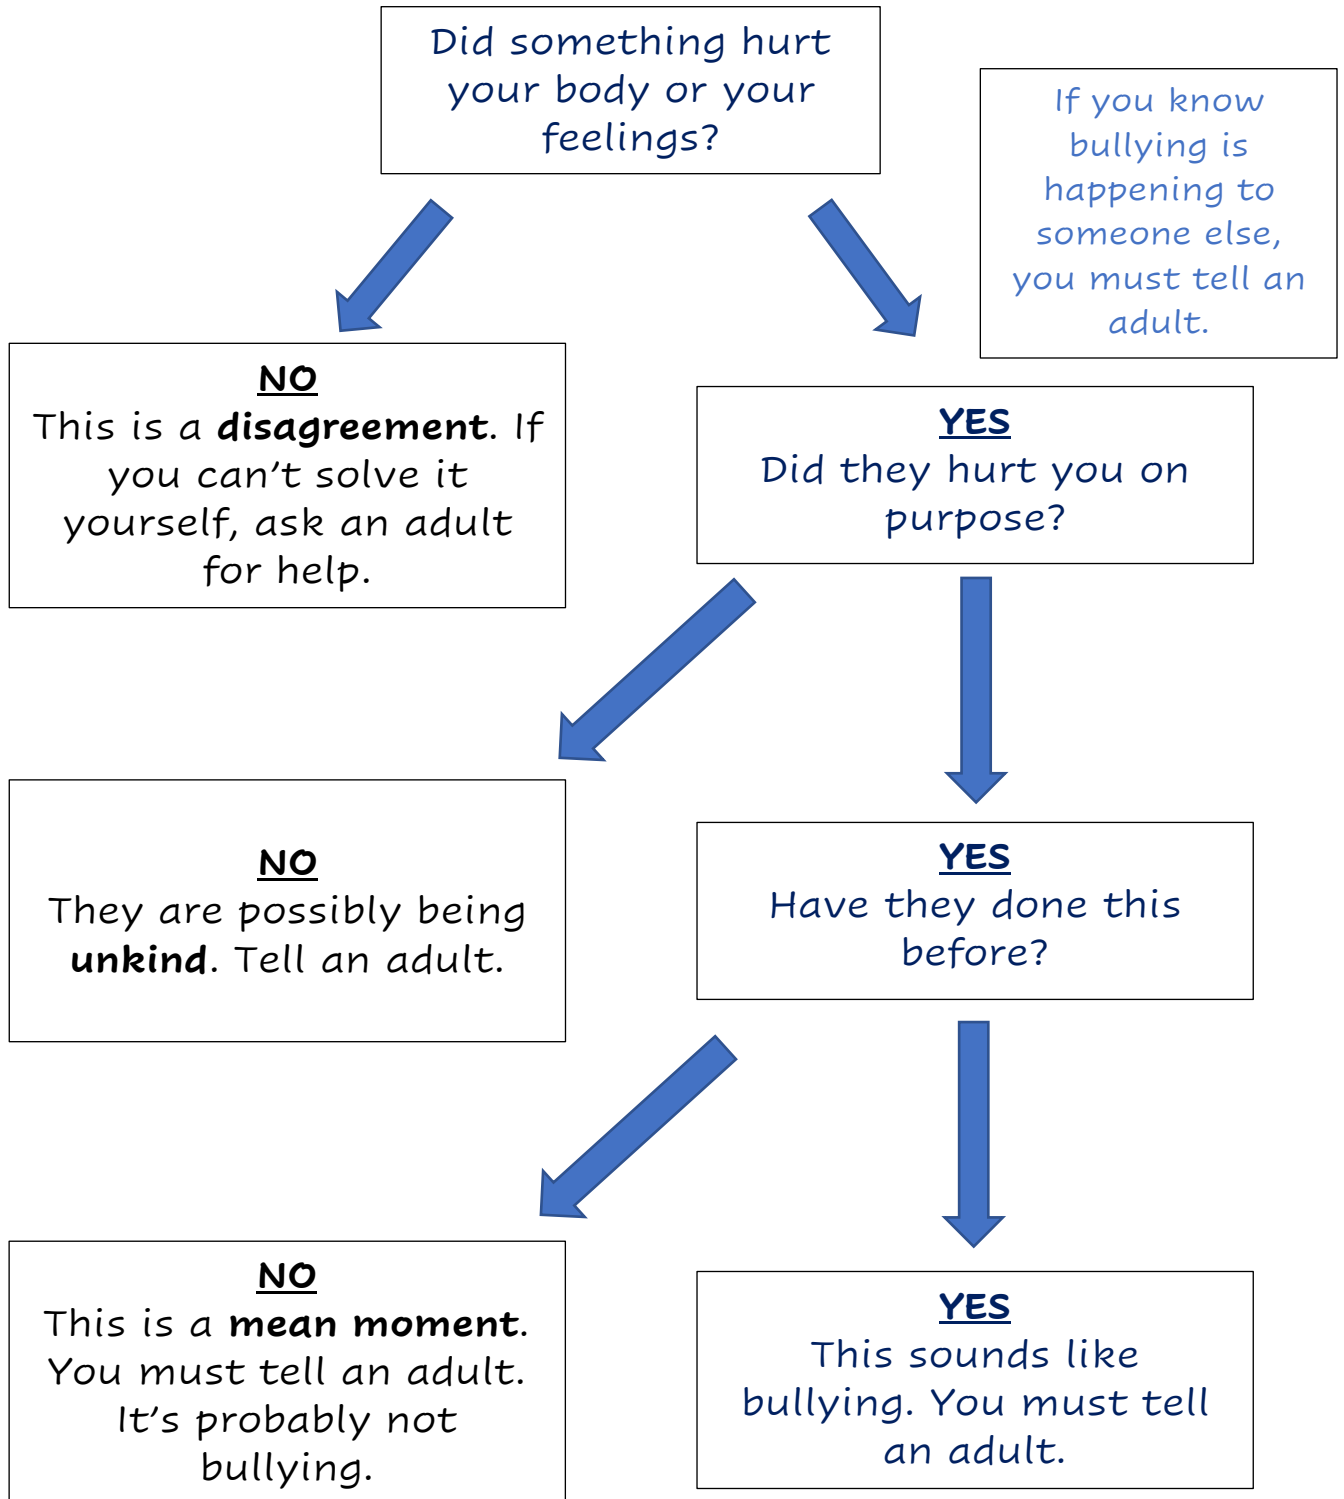 Did something hurt
your body or your
feelings?
If you know
bullying is
happening to
someone else,
you must tell an
adult.
NO
This is a disagreement. If
you can't solve it
yourself, ask an adult
for help.
YES
Did they hurt you on
purpose?
NO
They are possibly being
unkind. Tell an adult.
YES
Have they done this
before?
NO
This is a mean moment.
You must tell an adult.
It's probably not
bullying.
YES
This sounds like
bullying. You must tell
an adult.